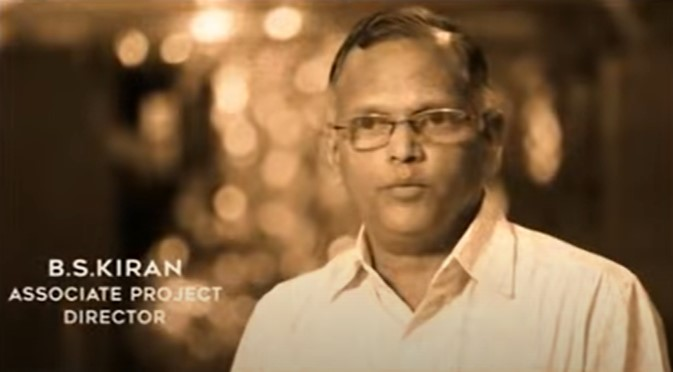 B.S.KIRAN
ASSOCIATE PROJECT
DIRECTOR